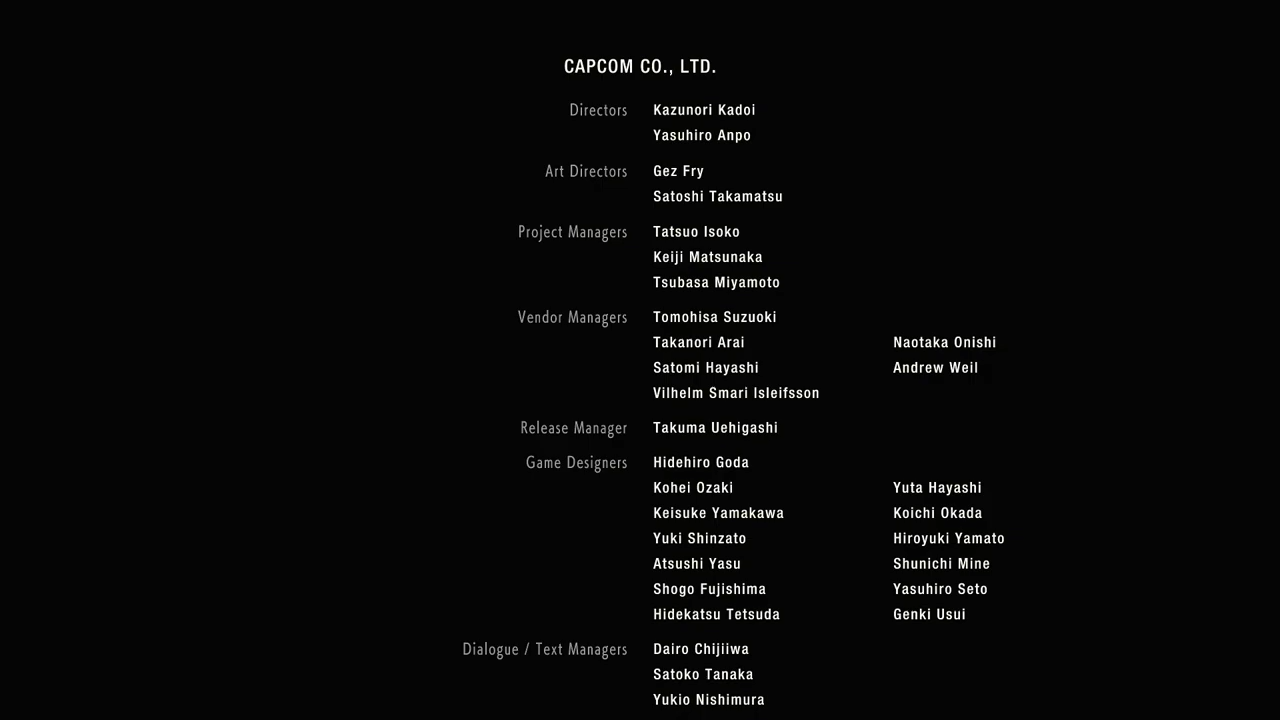 CAPCOM CO., LTD.
Directors Kazunori Kadoi
Yasuhiro Anpo
Art Directors Gez Fry
Satoshi Takamatsu
Project Managers Tatsuo Isoko
Keiji Matsunaka
Tsubasa Miyamoto
Vendor Managers Tomohisa Suzuoki
Takanori Arai Naotaka Onishi
Satomi Hayashi Andrew Weil
Vilhelm Smari Isleifsson
Release Manager Takuma Uehigashi
Game Designers Hidehiro Goda
Kohei Ozaki Yuta Hayashi
Keisuke Yamakawa Koichi Okada
Yuki Shinzato Hiroyuki Yamato
Atsushi Yasu Shunichi Mine
Shogo Fujishima Yasuhiro Seto
Hidekatsu Tetsuda Genki Usui
Dialogue / Text Managers Dairo Chijiiwa
Satoko Tanaka
Yukio Nishimura